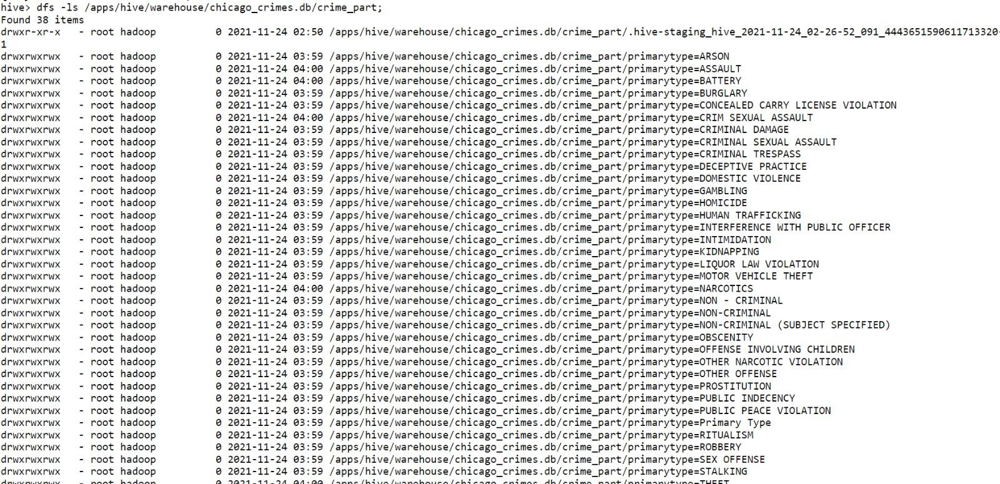 hive> dfs -ls /apps/hive/warehouse/chicago_crimes.db/crime_part;
Found 38 items
drwxr-xr-x   - root hadoop          0 2021-11-24 02:50 /apps/hive/warehouse/chicago_crimes.db/crime_part/.hive-staging_hive_2021-11-24_02-26-52_091_4443651590611713320-
1
drwxrwxrwx   - root hadoop          0 2021-11-24 03:59 /apps/hive/warehouse/chicago_crimes.db/crime_part/primarytype=ARSON
drwxrwxrwx   - root hadoop          0 2021-11-24 04:00 /apps/hive/warehouse/chicago_crimes.db/crime_part/primarytype=ASSAULT
drwxrwxrwx   - root hadoop          0 2021-11-24 04:00 /apps/hive/warehouse/chicago_crimes.db/crime_part/primarytype=BATTERY
drwxrwxrwx   - root hadoop          0 2021-11-24 03:59 /apps/hive/warehouse/chicago_crimes.db/crime_part/primarytype=BURGLARY
drwxrwxrwx   - root hadoop          0 2021-11-24 03:59 /apps/hive/warehouse/chicago_crimes.db/crime_part/primarytype=CONCEALED CARRY LICENSE VIOLATION
drwxrwxrwx   - root hadoop          0 2021-11-24 04:00 /apps/hive/warehouse/chicago_crimes.db/crime_part/primarytype=CRIM SEXUAL ASSAULT
drwxrwxrwx   - root hadoop          0 2021-11-24 03:59 /apps/hive/warehouse/chicago_crimes.db/crime_part/primarytype=CRIMINAL DAMAGE
drwxrwxrwx   - root hadoop          0 2021-11-24 03:59 /apps/hive/warehouse/chicago_crimes.db/crime_part/primarytype=CRIMINAL SEXUAL ASSAULT
drwxrwxrwx   - root hadoop          0 2021-11-24 03:59 /apps/hive/warehouse/chicago_crimes.db/crime_part/primarytype=CRIMINAL TRESPASS
drwxrwxrwx   - root hadoop          0 2021-11-24 03:59 /apps/hive/warehouse/chicago_crimes.db/crime_part/primarytype=DECEPTIVE PRACTICE
drwxrwxrwx   - root hadoop          0 2021-11-24 03:59 /apps/hive/warehouse/chicago_crimes.db/crime_part/primarytype=DOMESTIC VIOLENCE
drwxrwxrwx   - root hadoop          0 2021-11-24 03:59 /apps/hive/warehouse/chicago_crimes.db/crime_part/primarytype=GAMBLING
drwxrwxrwx   - root hadoop          0 2021-11-24 03:59 /apps/hive/warehouse/chicago_crimes.db/crime_part/primarytype=HOMICIDE
drwxrwxrwx   - root hadoop          0 2021-11-24 03:59 /apps/hive/warehouse/chicago_crimes.db/crime_part/primarytype=HUMAN TRAFFICKING
drwxrwxrwx   - root hadoop          0 2021-11-24 03:59 /apps/hive/warehouse/chicago_crimes.db/crime_part/primarytype=INTERFERENCE WITH PUBLIC OFFICER
drwxrwxrwx   - root hadoop          0 2021-11-24 03:59 /apps/hive/warehouse/chicago_crimes.db/crime_part/primarytype=INTIMIDATION
drwxrwxrwx   - root hadoop          0 2021-11-24 03:59 /apps/hive/warehouse/chicago_crimes.db/crime_part/primarytype=KIDNAPPING
drwxrwxrwx   - root hadoop          0 2021-11-24 03:59 /apps/hive/warehouse/chicago_crimes.db/crime_part/primarytype=LIQUOR LAW VIOLATION
drwxrwxrwx   - root hadoop          0 2021-11-24 03:59 /apps/hive/warehouse/chicago_crimes.db/crime_part/primarytype=MOTOR VEHICLE THEFT
drwxrwxrwx   - root hadoop          0 2021-11-24 04:00 /apps/hive/warehouse/chicago_crimes.db/crime_part/primarytype=NARCOTICS
drwxrwxrwx   - root hadoop          0 2021-11-24 03:59 /apps/hive/warehouse/chicago_crimes.db/crime_part/primarytype=NON - CRIMINAL
drwxrwxrwx   - root hadoop          0 2021-11-24 03:59 /apps/hive/warehouse/chicago_crimes.db/crime_part/primarytype=NON-CRIMINAL
drwxrwxrwx   - root hadoop          0 2021-11-24 03:59 /apps/hive/warehouse/chicago_crimes.db/crime_part/primarytype=NON-CRIMINAL (SUBJECT SPECIFIED)
drwxrwxrwx   - root hadoop          0 2021-11-24 03:59 /apps/hive/warehouse/chicago_crimes.db/crime_part/primarytype=OBSCENITY
drwxrwxrwx   - root hadoop          0 2021-11-24 03:59 /apps/hive/warehouse/chicago_crimes.db/crime_part/primarytype=OFFENSE INVOLVING CHILDREN
drwxrwxrwx   - root hadoop          0 2021-11-24 03:59 /apps/hive/warehouse/chicago_crimes.db/crime_part/primarytype=OTHER NARCOTIC VIOLATION
drwxrwxrwx   - root hadoop          0 2021-11-24 03:59 /apps/hive/warehouse/chicago_crimes.db/crime_part/primarytype=OTHER OFFENSE
drwxrwxrwx   - root hadoop          0 2021-11-24 03:59 /apps/hive/warehouse/chicago_crimes.db/crime_part/primarytype=PROSTITUTION
drwxrwxrwx   - root hadoop          0 2021-11-24 03:59 /apps/hive/warehouse/chicago_crimes.db/crime_part/primarytype=PUBLIC INDECENCY
drwxrwxrwx   - root hadoop          0 2021-11-24 03:59 /apps/hive/warehouse/chicago_crimes.db/crime_part/primarytype=PUBLIC PEACE VIOLATION
drwxrwxrwx   - root hadoop          0 2021-11-24 03:59 /apps/hive/warehouse/chicago_crimes.db/crime_part/primarytype=Primary Type
drwxrwxrwx   - root hadoop          0 2021-11-24 03:59 /apps/hive/warehouse/chicago_crimes.db/crime_part/primarytype=RITUALISM
drwxrwxrwx   - root hadoop          0 2021-11-24 03:59 /apps/hive/warehouse/chicago_crimes.db/crime_part/primarytype=ROBBERY
drwxrwxrwx   - root hadoop          0 2021-11-24 03:59 /apps/hive/warehouse/chicago_crimes.db/crime_part/primarytype=SEX OFFENSE
drwxrwxrwx   - root hadoop          0 2021-11-24 03:59 /apps/hive/warehouse/chicago_crimes.db/crime_part/primarytype=STALKING
drwxrwxrwx   - root hadoop          0 2021-11-24 04:00 /apps/hive/warehouse/chicago_crimes.db/crime_part/primarytype=THEFT